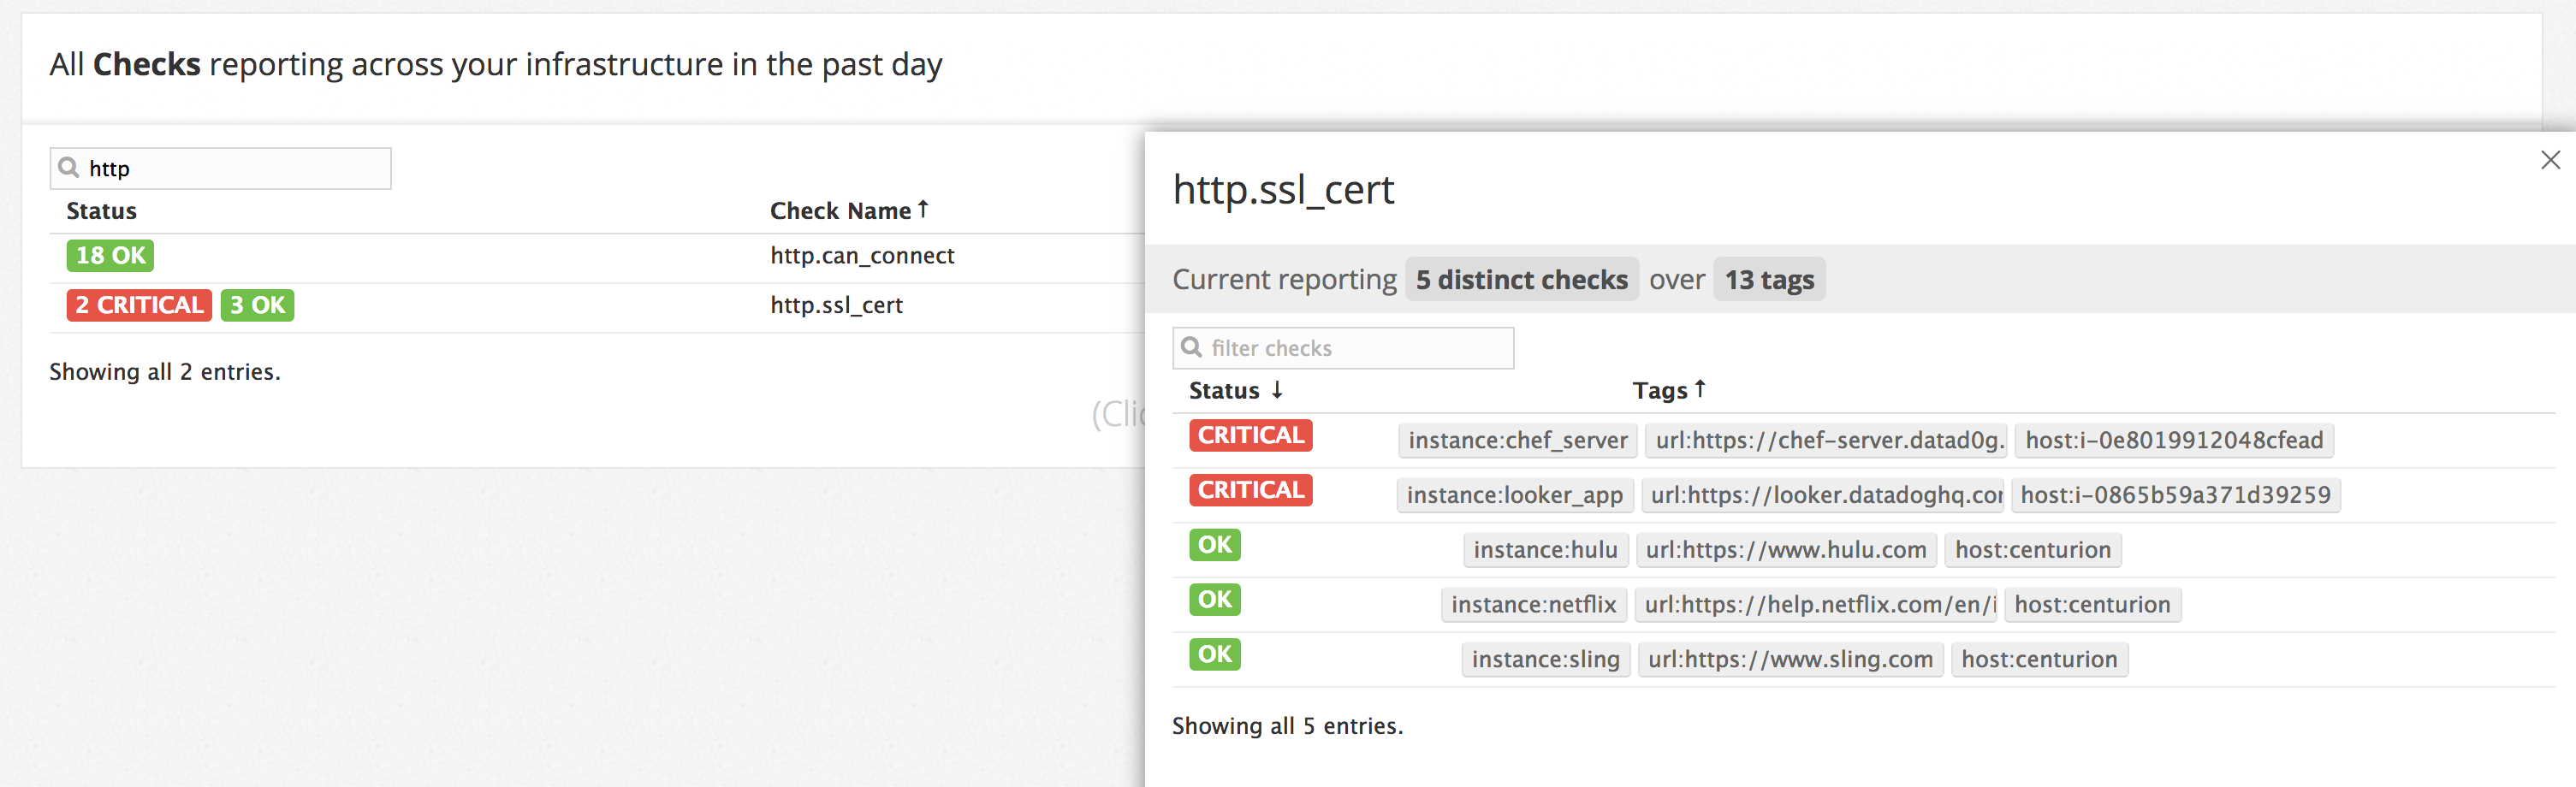 All Checks reporting across your infrastructure in the past day
http
Status Check Name ↑
18 OK http.can_connect
2 CRITICAL 3 OK http.ssl_cert
Showing all 2 entries.
(Clic
http.ssl_cert
Current reporting 5 distinct checks over 13 tags
filter checks
Status ↓ Tags ↑
CRITICAL instance:chef_server url:https://chef-server.datad0g. host:i-0e8019912048cfead
CRITICAL instance:looker_app url:https://looker.datadoghq.cor host:i-0865b59a371d39259
OK instance:hulu url:https://www.hulu.com host:centurion
OK instance:netflix url:https://help.netflix.com/en/i host:centurion
OK instance:sling url:https://www.sling.com host:centurion
Showing all 5 entries.